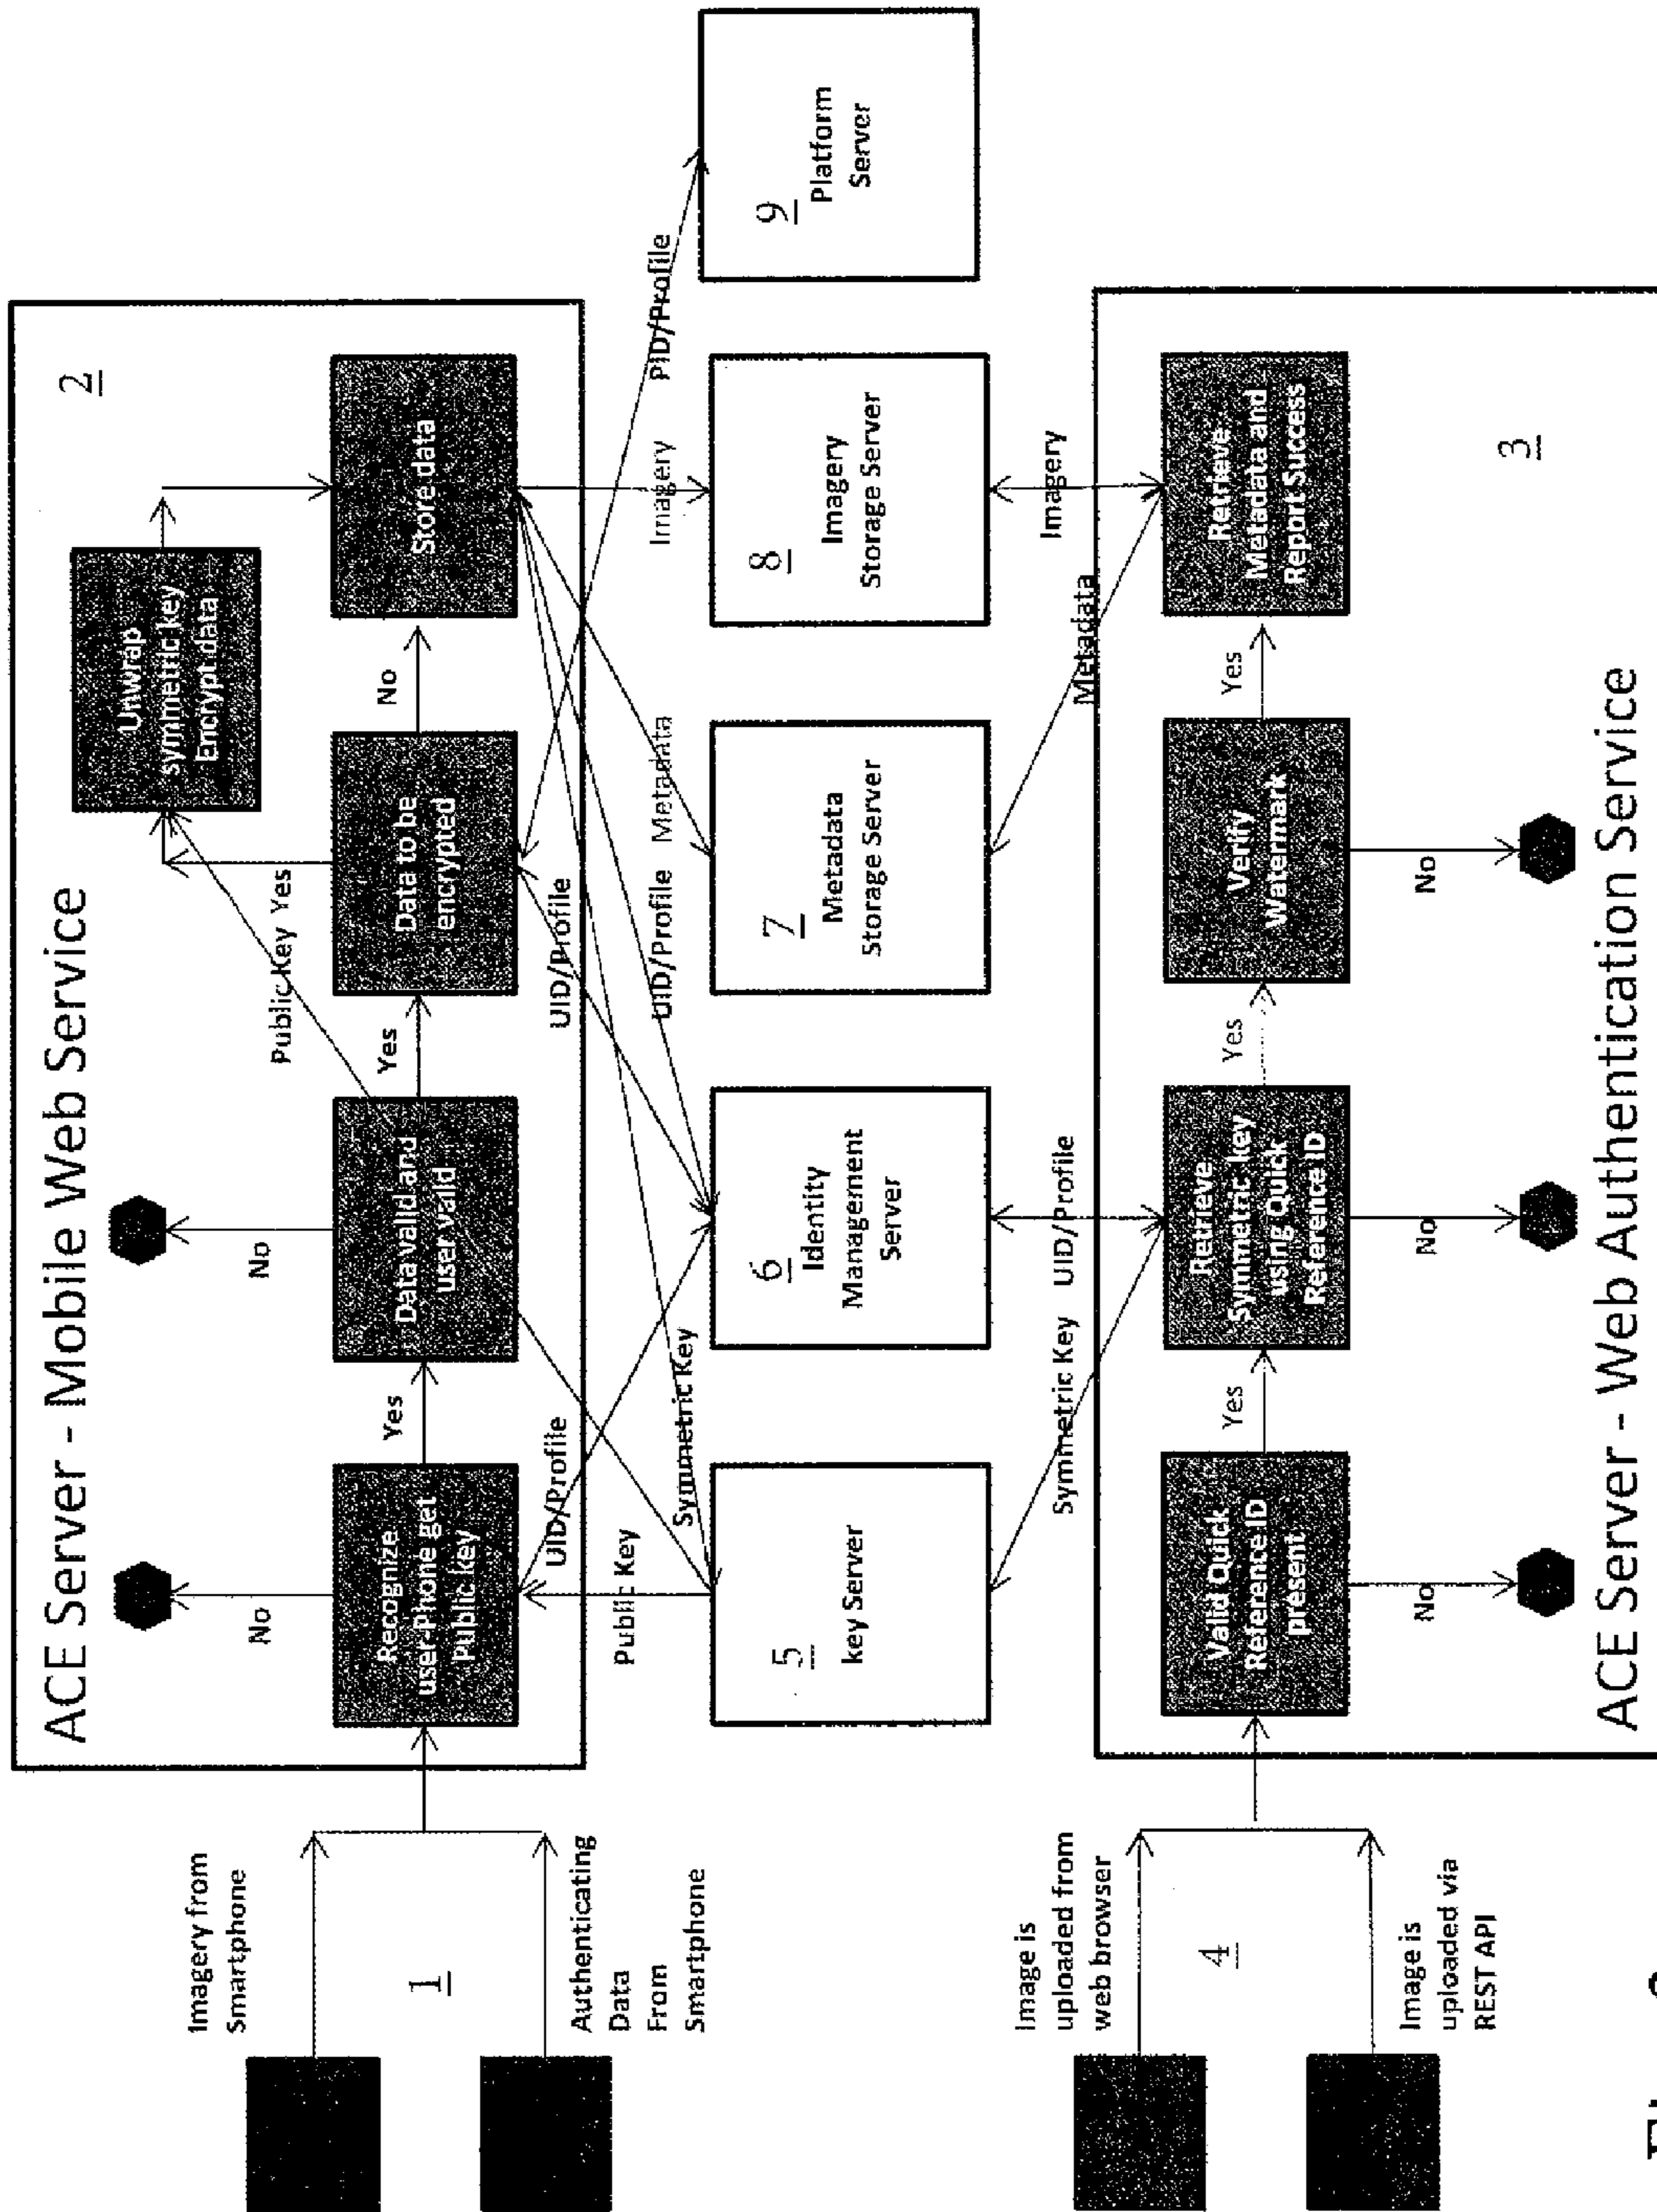 ACE Server - Mobile Web Service
2
Unwrap
symmetric key
Encrypt data
No
No
Public Key
Yes
Imagery from
Smartphone
1
Authenticating
Data
From
Smartphone
Recognize
user-phone get
Public key
Yes
Data valid and
user valid
Yes
Data to be
encrypted
No
Store data
UID/Profile
Public Key
Symmetric Key
UID/Profile
UID/Profile
Metadata
Imagery
PID/Profile
5
key Server
6
Identity
Management
Server
7
Metadata
Storage Server
8
Imagery
Storage Server
9
Platform
Server
Symmetric Key
UID/Profile
Metadata
Imagery
Image is
uploaded from
web browser
4
Image is
uploaded via
REST API
Valid Quick
Reference ID
present
Yes
Retrieve
Symmetric key
using Quick
Reference ID
Yes
Verify
Watermark
Yes
Retrieve
Metadata and
Report Success
No
No
No
3
ACE Server - Web Authentication Service